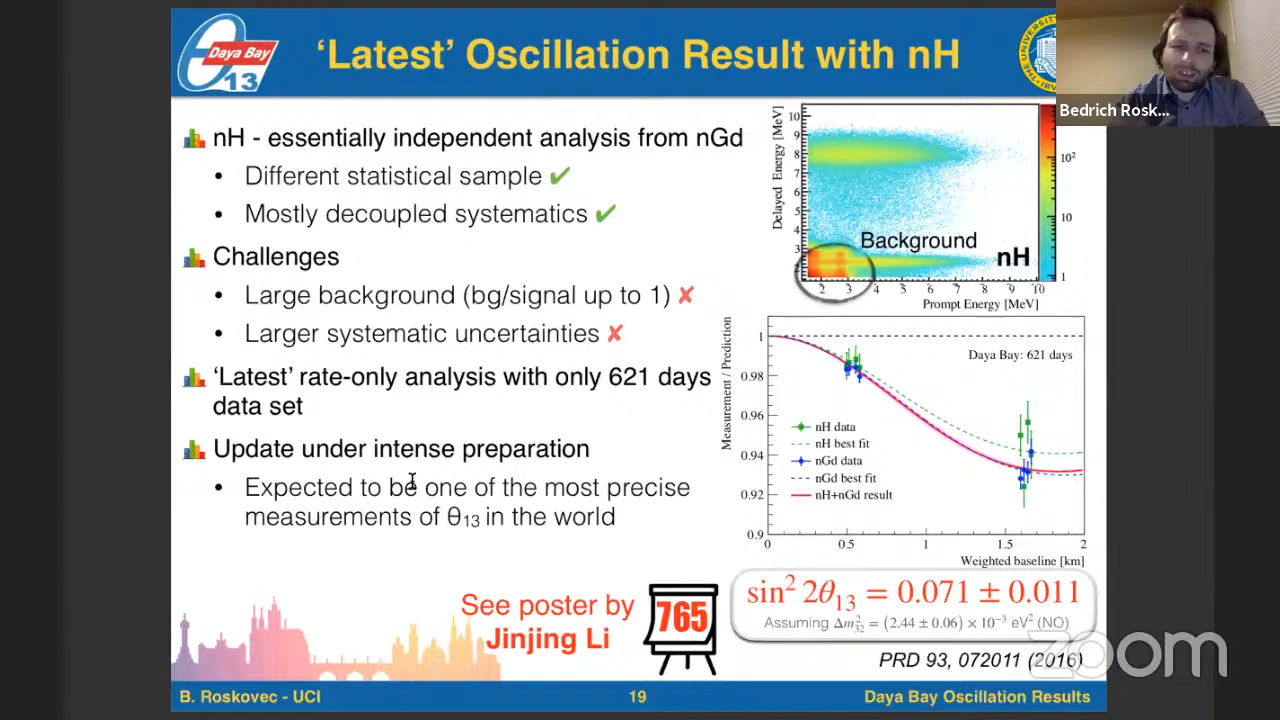 Daya Bay
13
'Latest' Oscillation Result with nH
Bedrich Rosk...
nH - essentially independent analysis from nGd
• Different statistical sample ✔
• Mostly decoupled systematics ✔
Challenges
• Large background (bg/signal up to 1) ✘
• Larger systematic uncertainties ✘
'Latest' rate-only analysis with only 621 days
data set
Update under intense preparation
• Expected to be one of the most precise
measurements of θ₁₃ in the world
Delayed Energy [MeV]
10
9
8
7
6
5
4
3
2
Background
nH
10²
10
1
2 3 4 5 6 7 8 9 10
Prompt Energy [MeV]
Measurement / Prediction
1
0.98
0.96
0.94
0.92
0.9
Daya Bay: 621 days
nH data
nH best fit
nGd data
nGd best fit
nH+nGd result
0 0.5 1 1.5 2
Weighted baseline [km]
sin² 2θ₁₃ = 0.071 ± 0.011
Assuming Δm²₃₂ = (2.44 ± 0.06) × 10⁻³ eV² (NO)
See poster by
Jinjing Li
765
PRD 93, 072011 (2016)
zoom
B. Roskovec - UCI
19
Daya Bay Oscillation Results